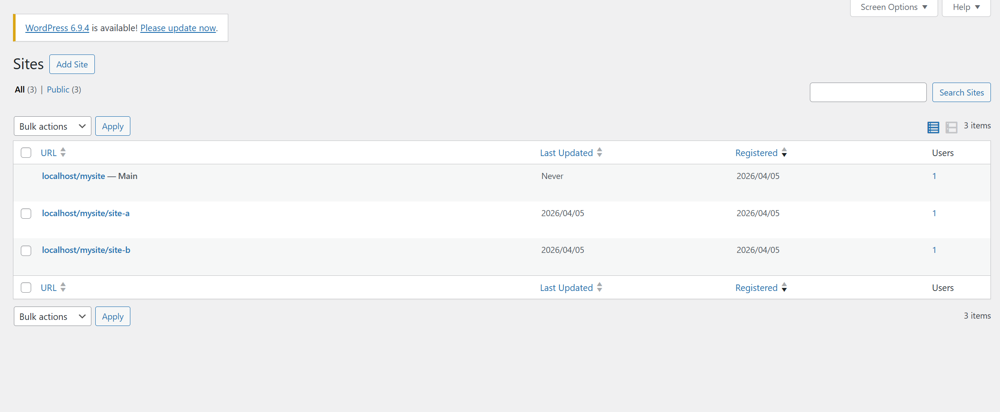 Screen Options Help
WordPress 6.9.4 is available! Please update now.
Sites Add Site
All (3) | Public (3)
Search Sites
Bulk actions Apply 3 items
URL Last Updated Registered Users
localhost/mysite — Main Never 2026/04/05 1
localhost/mysite/site-a 2026/04/05 2026/04/05 1
localhost/mysite/site-b 2026/04/05 2026/04/05 1
URL Last Updated Registered Users
Bulk actions Apply 3 items